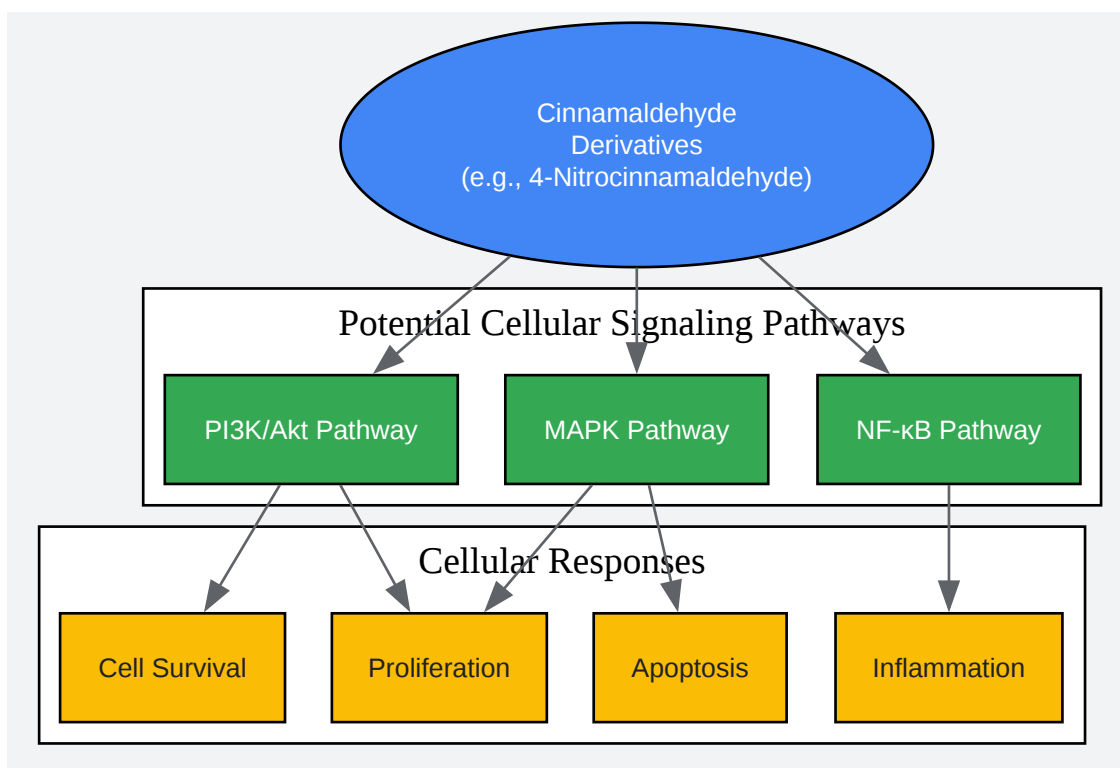 Cinnamaldehyde
Derivatives
(e.g., 4-Nitrocinnamaldehyde)
Potential Cellular Signaling Pathways
PI3K/Akt Pathway
MAPK Pathway
NF-κB Pathway
Cellular Responses
Cell Survival
Proliferation
Apoptosis
Inflammation